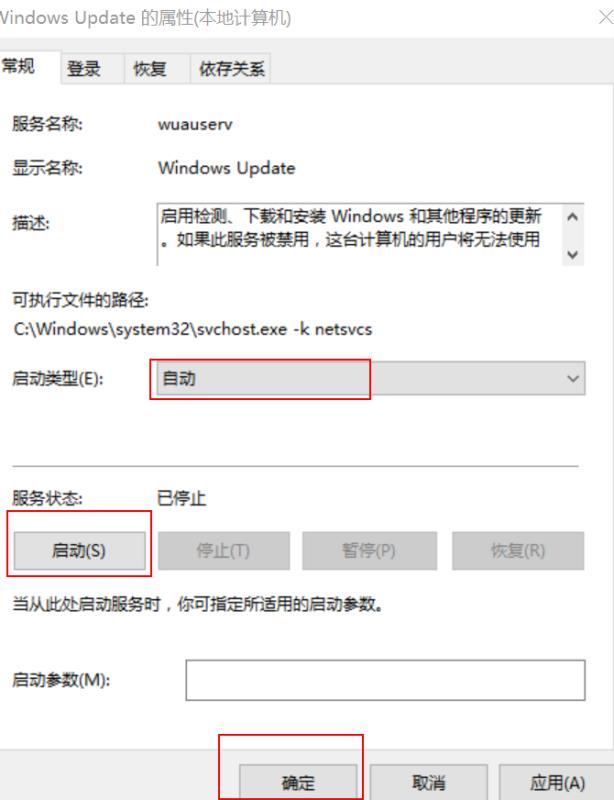 Windows Update 的属性(本地计算机)
常规 登录 恢复 依存关系
服务名称: wuauserv
显示名称: Windows Update
描述: 启用检测、下载和安装 Windows 和其他程序的更新
。如果此服务被禁用，这台计算机的用户将无法使用
可执行文件的路径:
C:\Windows\system32\svchost.exe -k netsvcs
启动类型(E): 自动
服务状态: 已停止
启动(S) 停止(T) 暂停(P) 恢复(R)
当从此处启动服务时，你可指定所适用的启动参数。
启动参数(M):
确定 取消 应用(A)